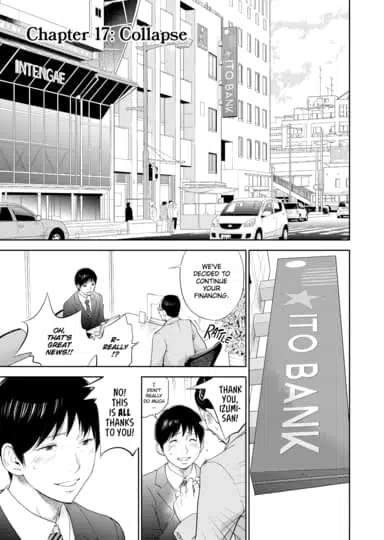 Chapter 17: Collapse
INTENGAE
ITO BANK
WE'VE
DECIDED
TO
CONTINUE
YOUR
FINANCING.
RATTLE
R-
REALLY
!?
OH,
THAT'S
GREAT
NEWS!!
ITO BANK
THANK
YOU,
IZUMI-
SAN!
I
DON'T
REALLY
DO MUCH
NO!
THIS
IS ALL
THANKS
TO YOU!